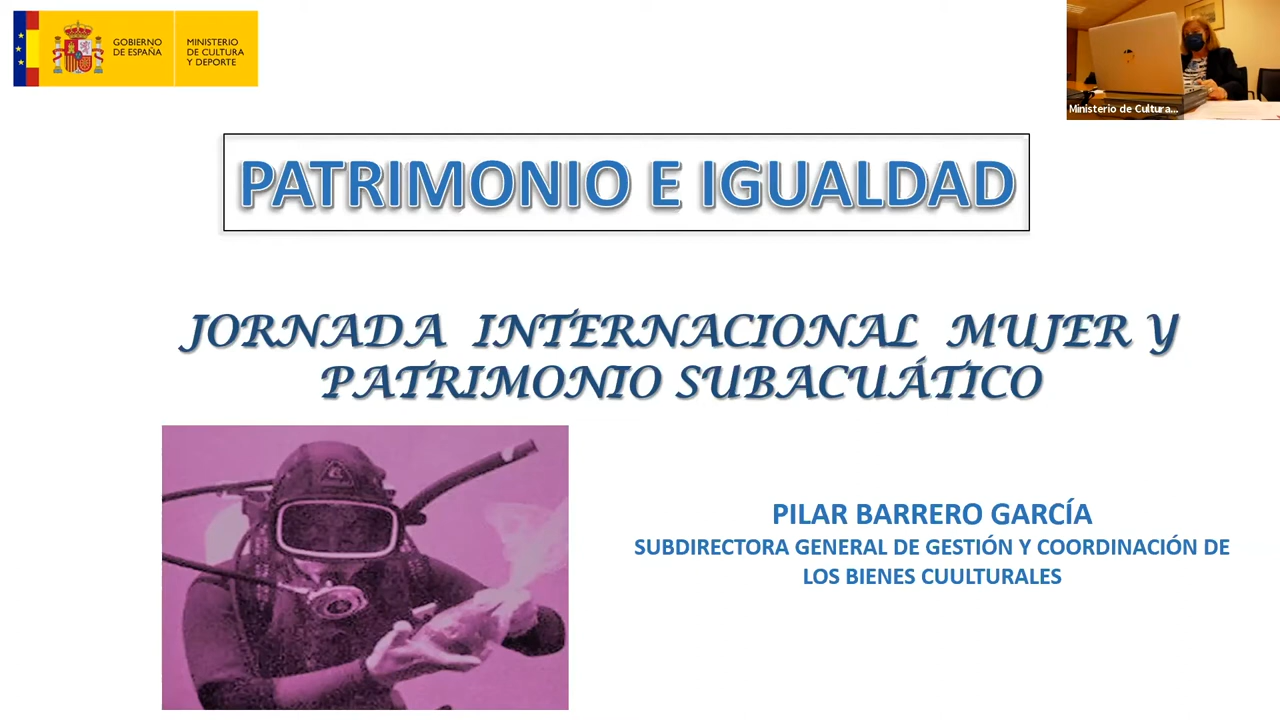 GOBIERNO
DE ESPAÑA
MINISTERIO
DE CULTURA
Y DEPORTE
Ministerio de Cultura...
PATRIMONIO E IGUALDAD
JORNADA INTERNACIONAL MUJER Y
PATRIMONIO SUBACUÁTICO
PILAR BARRERO GARCÍA
SUBDIRECTORA GENERAL DE GESTIÓN Y COORDINACIÓN DE
LOS BIENES CUULTURALES